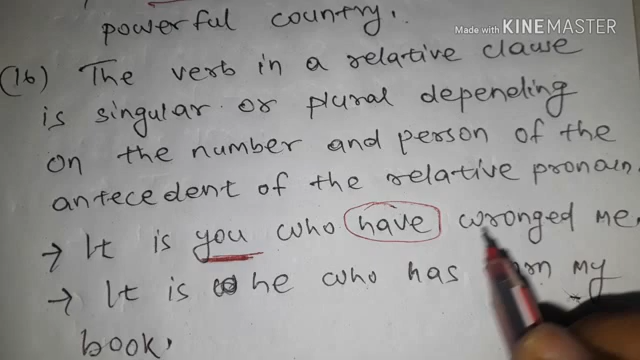 powerful country.
Made with KINEMASTER
(16) The verb in a relative clause
is singular or plural depending
on the number and person of the
antecedent of the relative pronoun.
→ It is you who have wronged me.
→ It is he who has my
book.